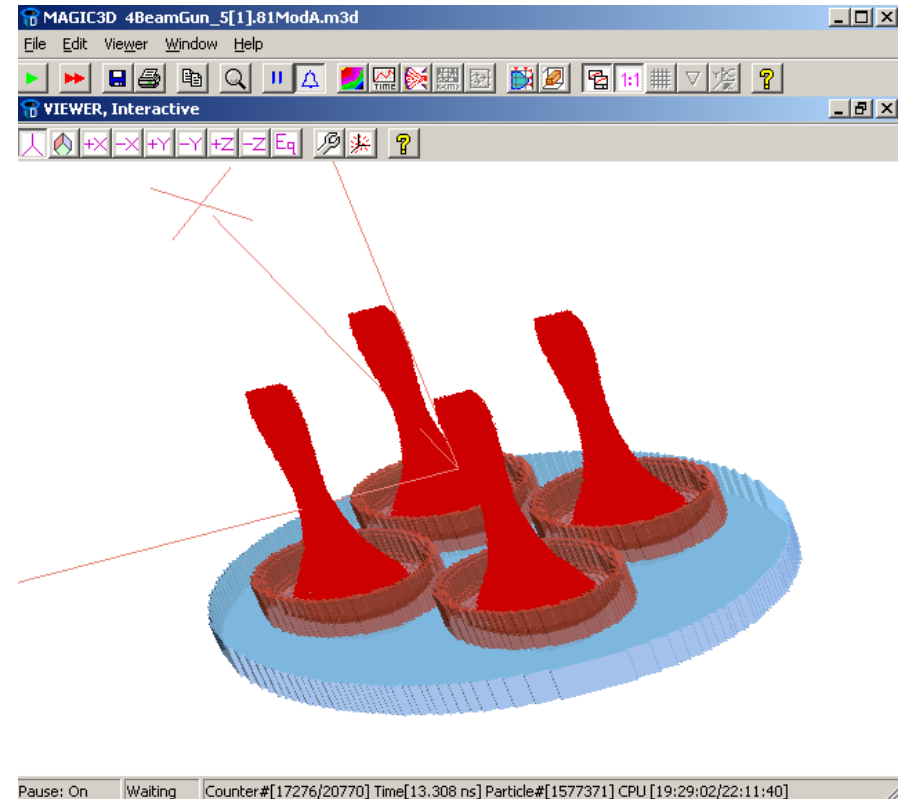 MAGIC3D 4BeamGun_5[1].81ModA.m3d
File Edit Viewer Window Help
TIME 1:1 ?
VIEWER, Interactive
+X -X +Y -Y +Z -Z Eq ?
Pause: On Waiting Counter#[17276/20770] Time[13.308 ns] Particle#[1577371] CPU [19:29:02/22:11:40]